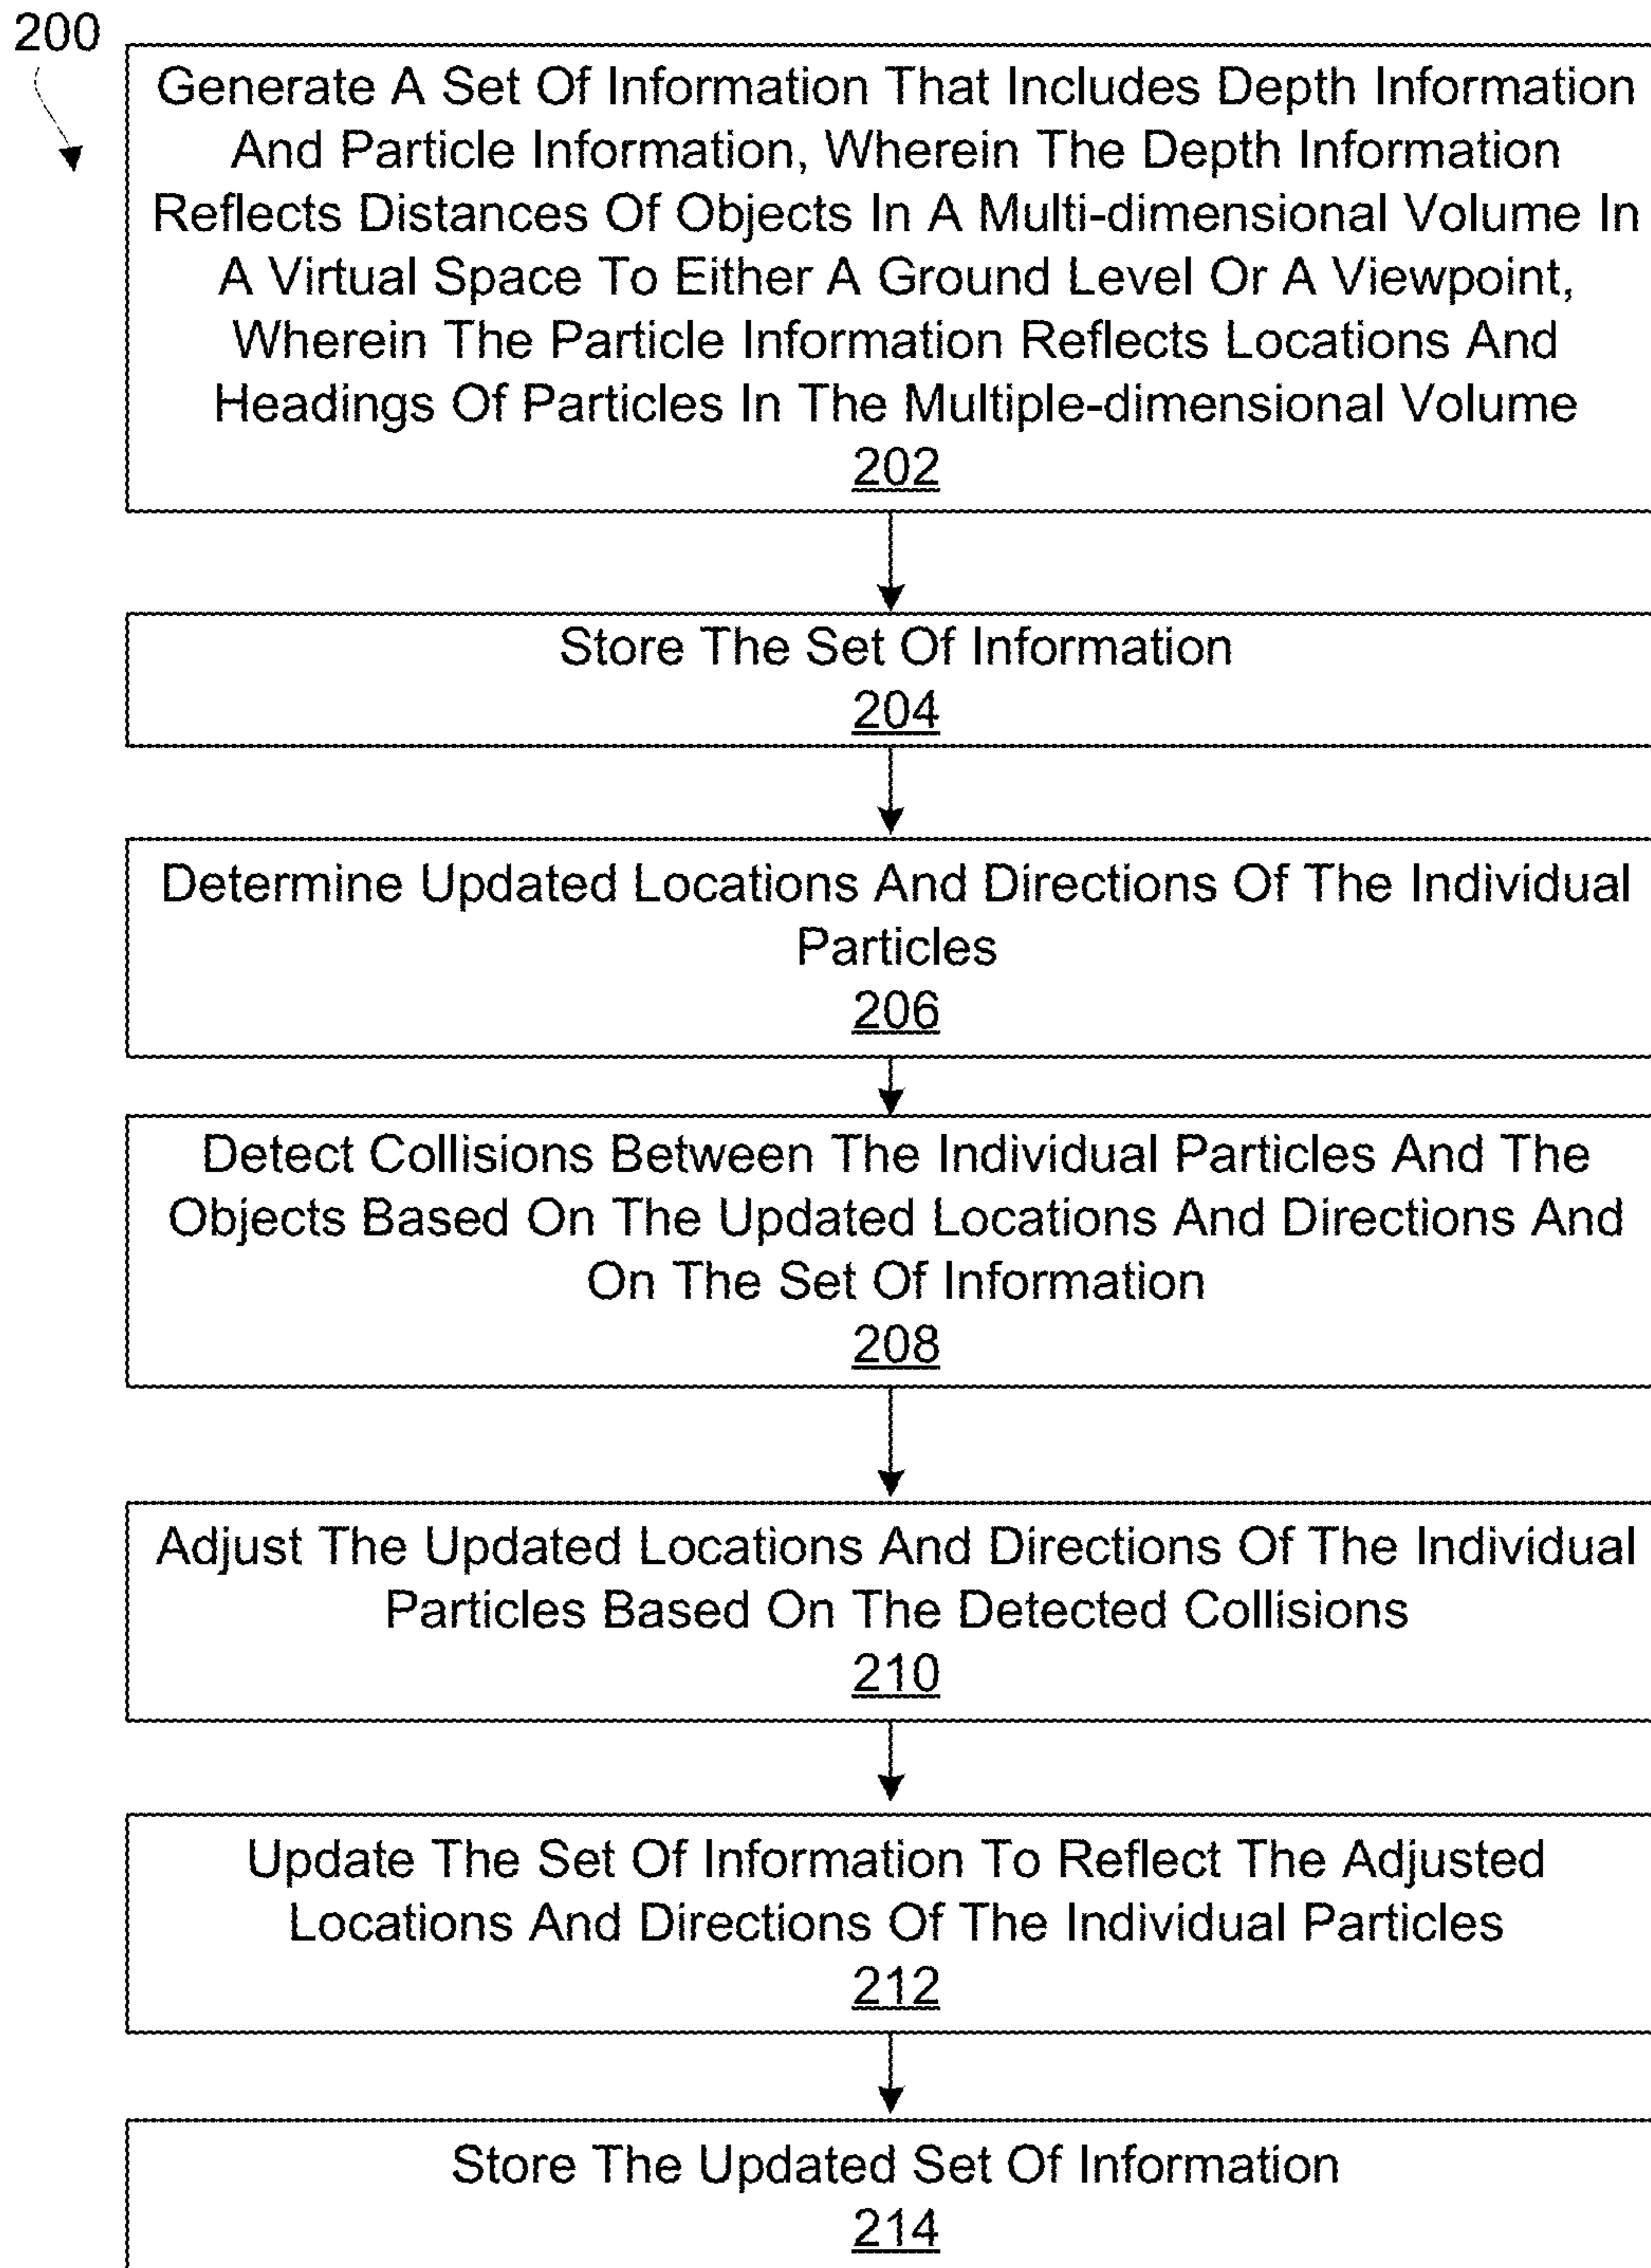 200
Generate A Set Of Information That Includes Depth Information
And Particle Information, Wherein The Depth Information
Reflects Distances Of Objects In A Multi-dimensional Volume In
A Virtual Space To Either A Ground Level Or A Viewpoint,
Wherein The Particle Information Reflects Locations And
Headings Of Particles In The Multiple-dimensional Volume
202
Store The Set Of Information
204
Determine Updated Locations And Directions Of The Individual
Particles
206
Detect Collisions Between The Individual Particles And The
Objects Based On The Updated Locations And Directions And
On The Set Of Information
208
Adjust The Updated Locations And Directions Of The Individual
Particles Based On The Detected Collisions
210
Update The Set Of Information To Reflect The Adjusted
Locations And Directions Of The Individual Particles
212
Store The Updated Set Of Information
214